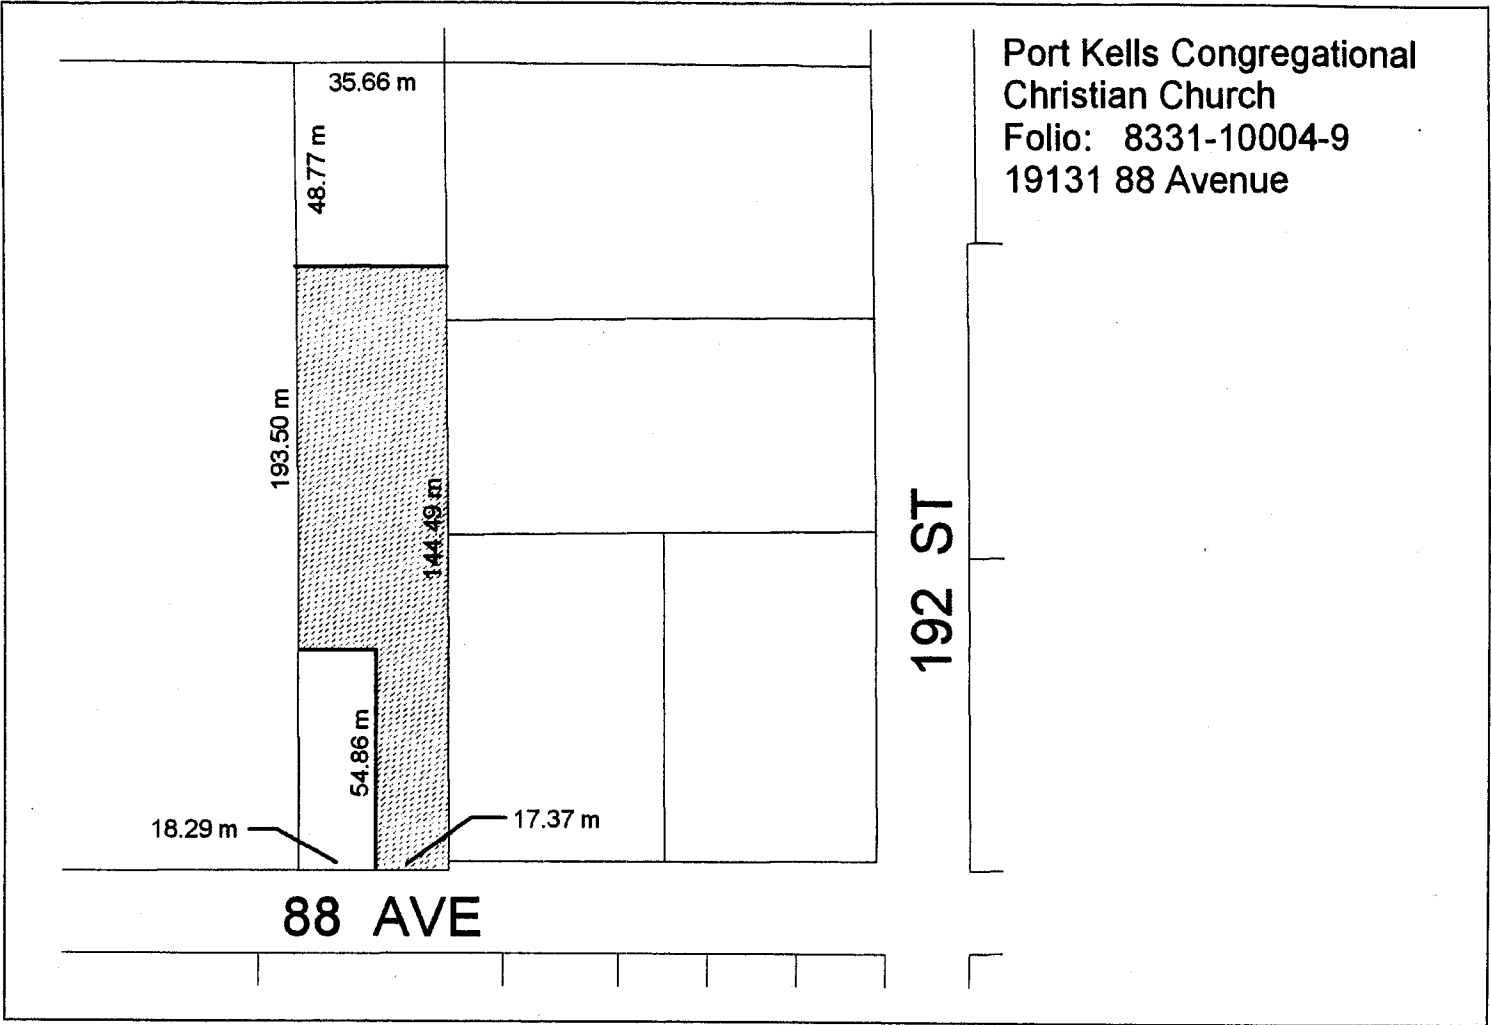 Port Kells Congregational
Christian Church
Folio: 8331-10004-9
19131 88 Avenue
35.66 m
48.77 m
193.50 m
144.49 m
54.86 m
18.29 m
17.37 m
192 ST
88 AVE